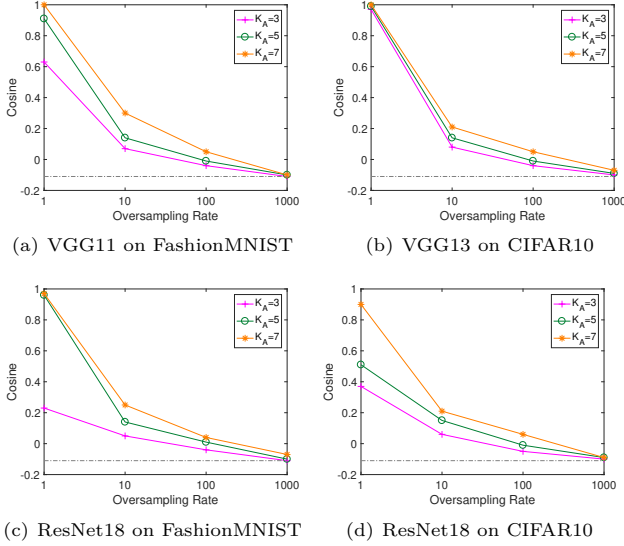 1
0.8
0.6
0.4
0.2
0
-0.2
Cosine
1 10 100 1000
Oversampling Rate
K_A=3
K_A=5
K_A=7
(a) VGG11 on FashionMNIST
1
0.8
0.6
0.4
0.2
0
-0.2
Cosine
1 10 100 1000
Oversampling Rate
K_A=3
K_A=5
K_A=7
(b) VGG13 on CIFAR10
1
0.8
0.6
0.4
0.2
0
-0.2
Cosine
1 10 100 1000
Oversampling Rate
K_A=3
K_A=5
K_A=7
(c) ResNet18 on FashionMNIST
1
0.8
0.6
0.4
0.2
0
-0.2
Cosine
1 10 100 1000
Oversampling Rate
K_A=3
K_A=5
K_A=7
(d) ResNet18 on CIFAR10